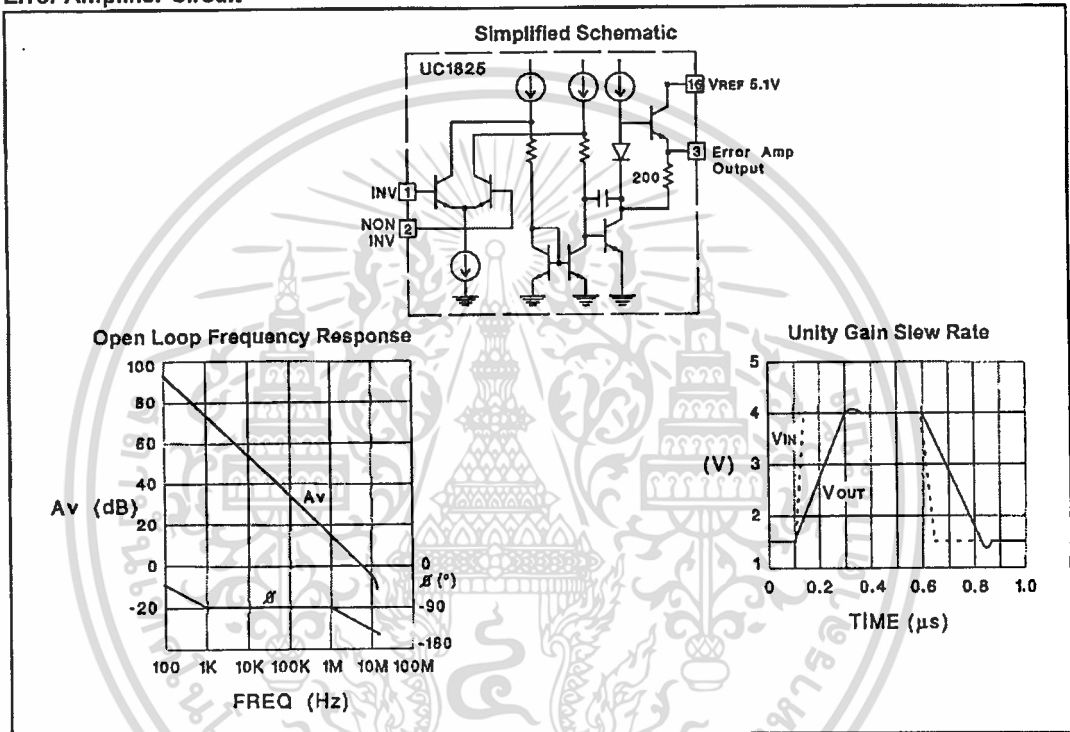 Error Amplifier Circuit
Simplified Schematic
UC1825
16 VREF 5.1V
3 Error Amp
Output
200
INV 1
NON 2
INV
Open Loop Frequency Response
100
80
60
40
20
0
-20
Av (dB)
Av
ø
0
ø (°)
-90
-180
100 1K 10K 100K 1M 10M 100M
FREQ (Hz)
Unity Gain Slew Rate
5
4
3
2
1
(V)
VIN
VOUT
0 0.2 0.4 0.6 0.8 1.0
TIME (µs)